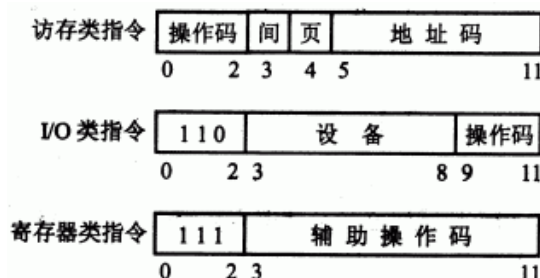 访存类指令 操作码 间 页 地址码
0 2 3 4 5 11
I/O 类指令 110 设备 操作码
0 2 3 8 9 11
寄存器类指令 111 辅助操作码
0 2 3 11